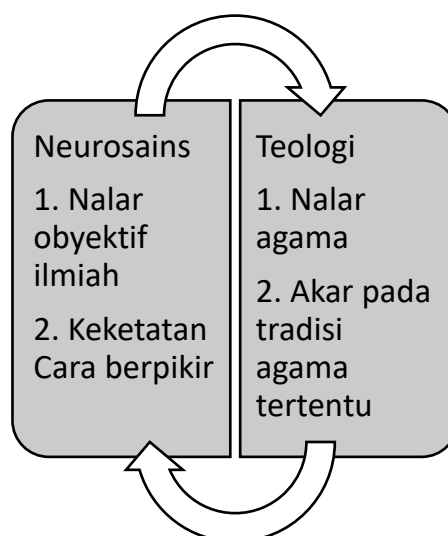 Neurosains
1. Nalar
obyektif
ilmiah
2. Keketatan
Cara berpikir
Teologi
1. Nalar
agama
2. Akar pada
tradisi
agama
tertentu